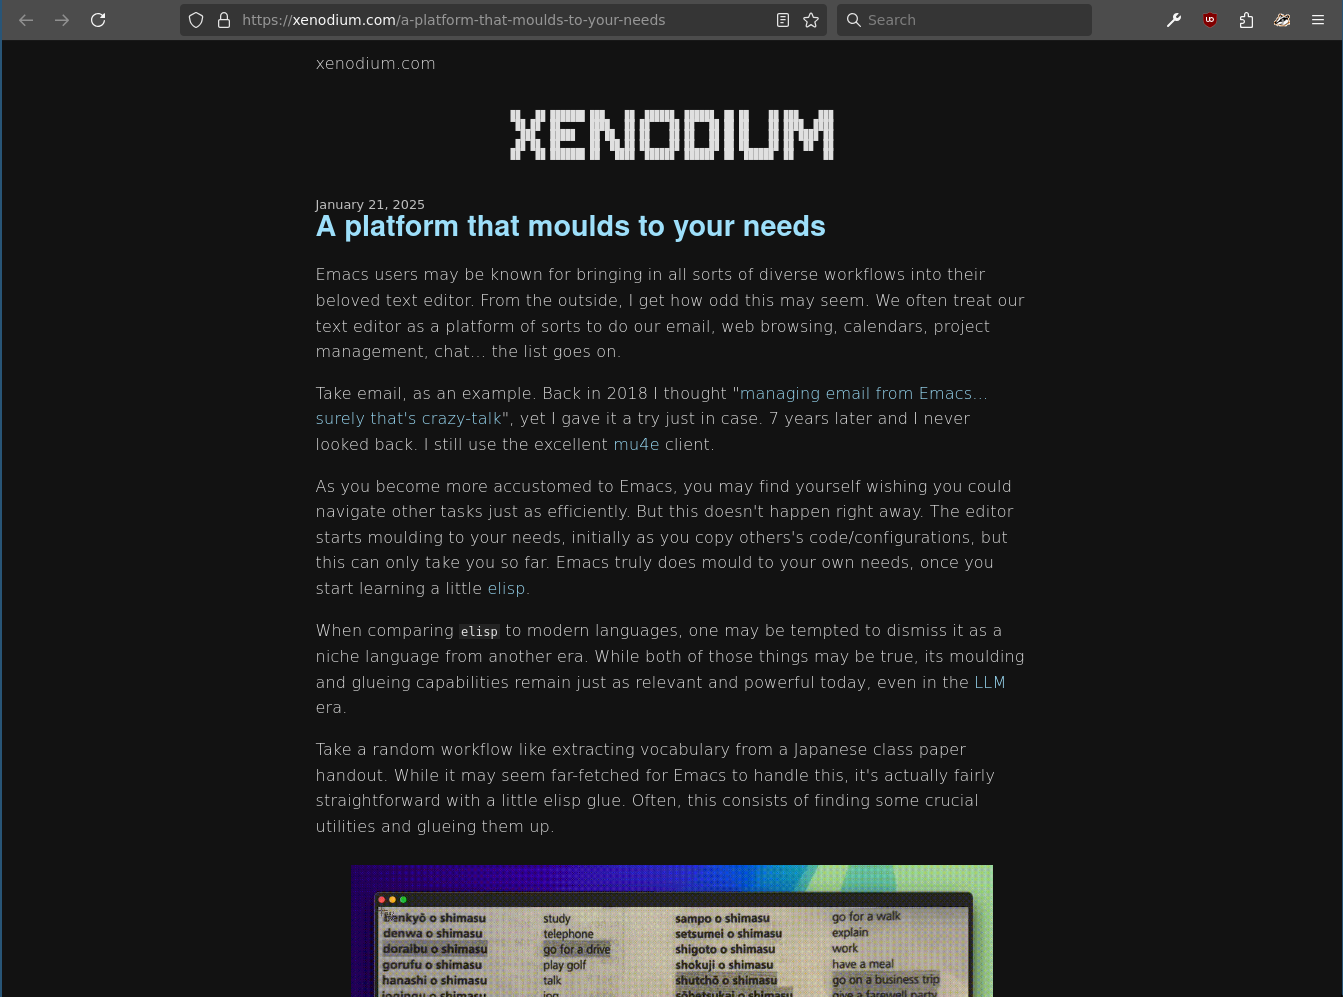 https://xenodium.com/a-platform-that-moulds-to-your-needs
Search
xenodium.com
XENODIUM
January 21, 2025
A platform that moulds to your needs
Emacs users may be known for bringing in all sorts of diverse workflows into their
beloved text editor. From the outside, I get how odd this may seem. We often treat our
text editor as a platform of sorts to do our email, web browsing, calendars, project
management, chat... the list goes on.
Take email, as an example. Back in 2018 I thought "managing email from Emacs...
surely that's crazy-talk", yet I gave it a try just in case. 7 years later and I never
looked back. I still use the excellent mu4e client.
As you become more accustomed to Emacs, you may find yourself wishing you could
navigate other tasks just as efficiently. But this doesn't happen right away. The editor
starts moulding to your needs, initially as you copy others's code/configurations, but
this can only take you so far. Emacs truly does mould to your own needs, once you
start learning a little elisp.
When comparing elisp to modern languages, one may be tempted to dismiss it as a
niche language from another era. While both of those things may be true, its moulding
and glueing capabilities remain just as relevant and powerful today, even in the LLM
era.
Take a random workflow like extracting vocabulary from a Japanese class paper
handout. While it may seem far-fetched for Emacs to handle this, it's actually fairly
straightforward with a little elisp glue. Often, this consists of finding some crucial
utilities and glueing them up.
benkyō o shimasu study sampo o shimasu go for a walk
denwa o shimasu telephone setsumei o shimasu explain
doraibu o shimasu go for a drive shigoto o shimasu work
gorufu o shimasu play golf shokuji o shimasu have a meal
hanashi o shimasu talk shutchō o shimasu go on a business trip
jogingu o shimasu jog sōbetsukai o shimasu give a farewell party